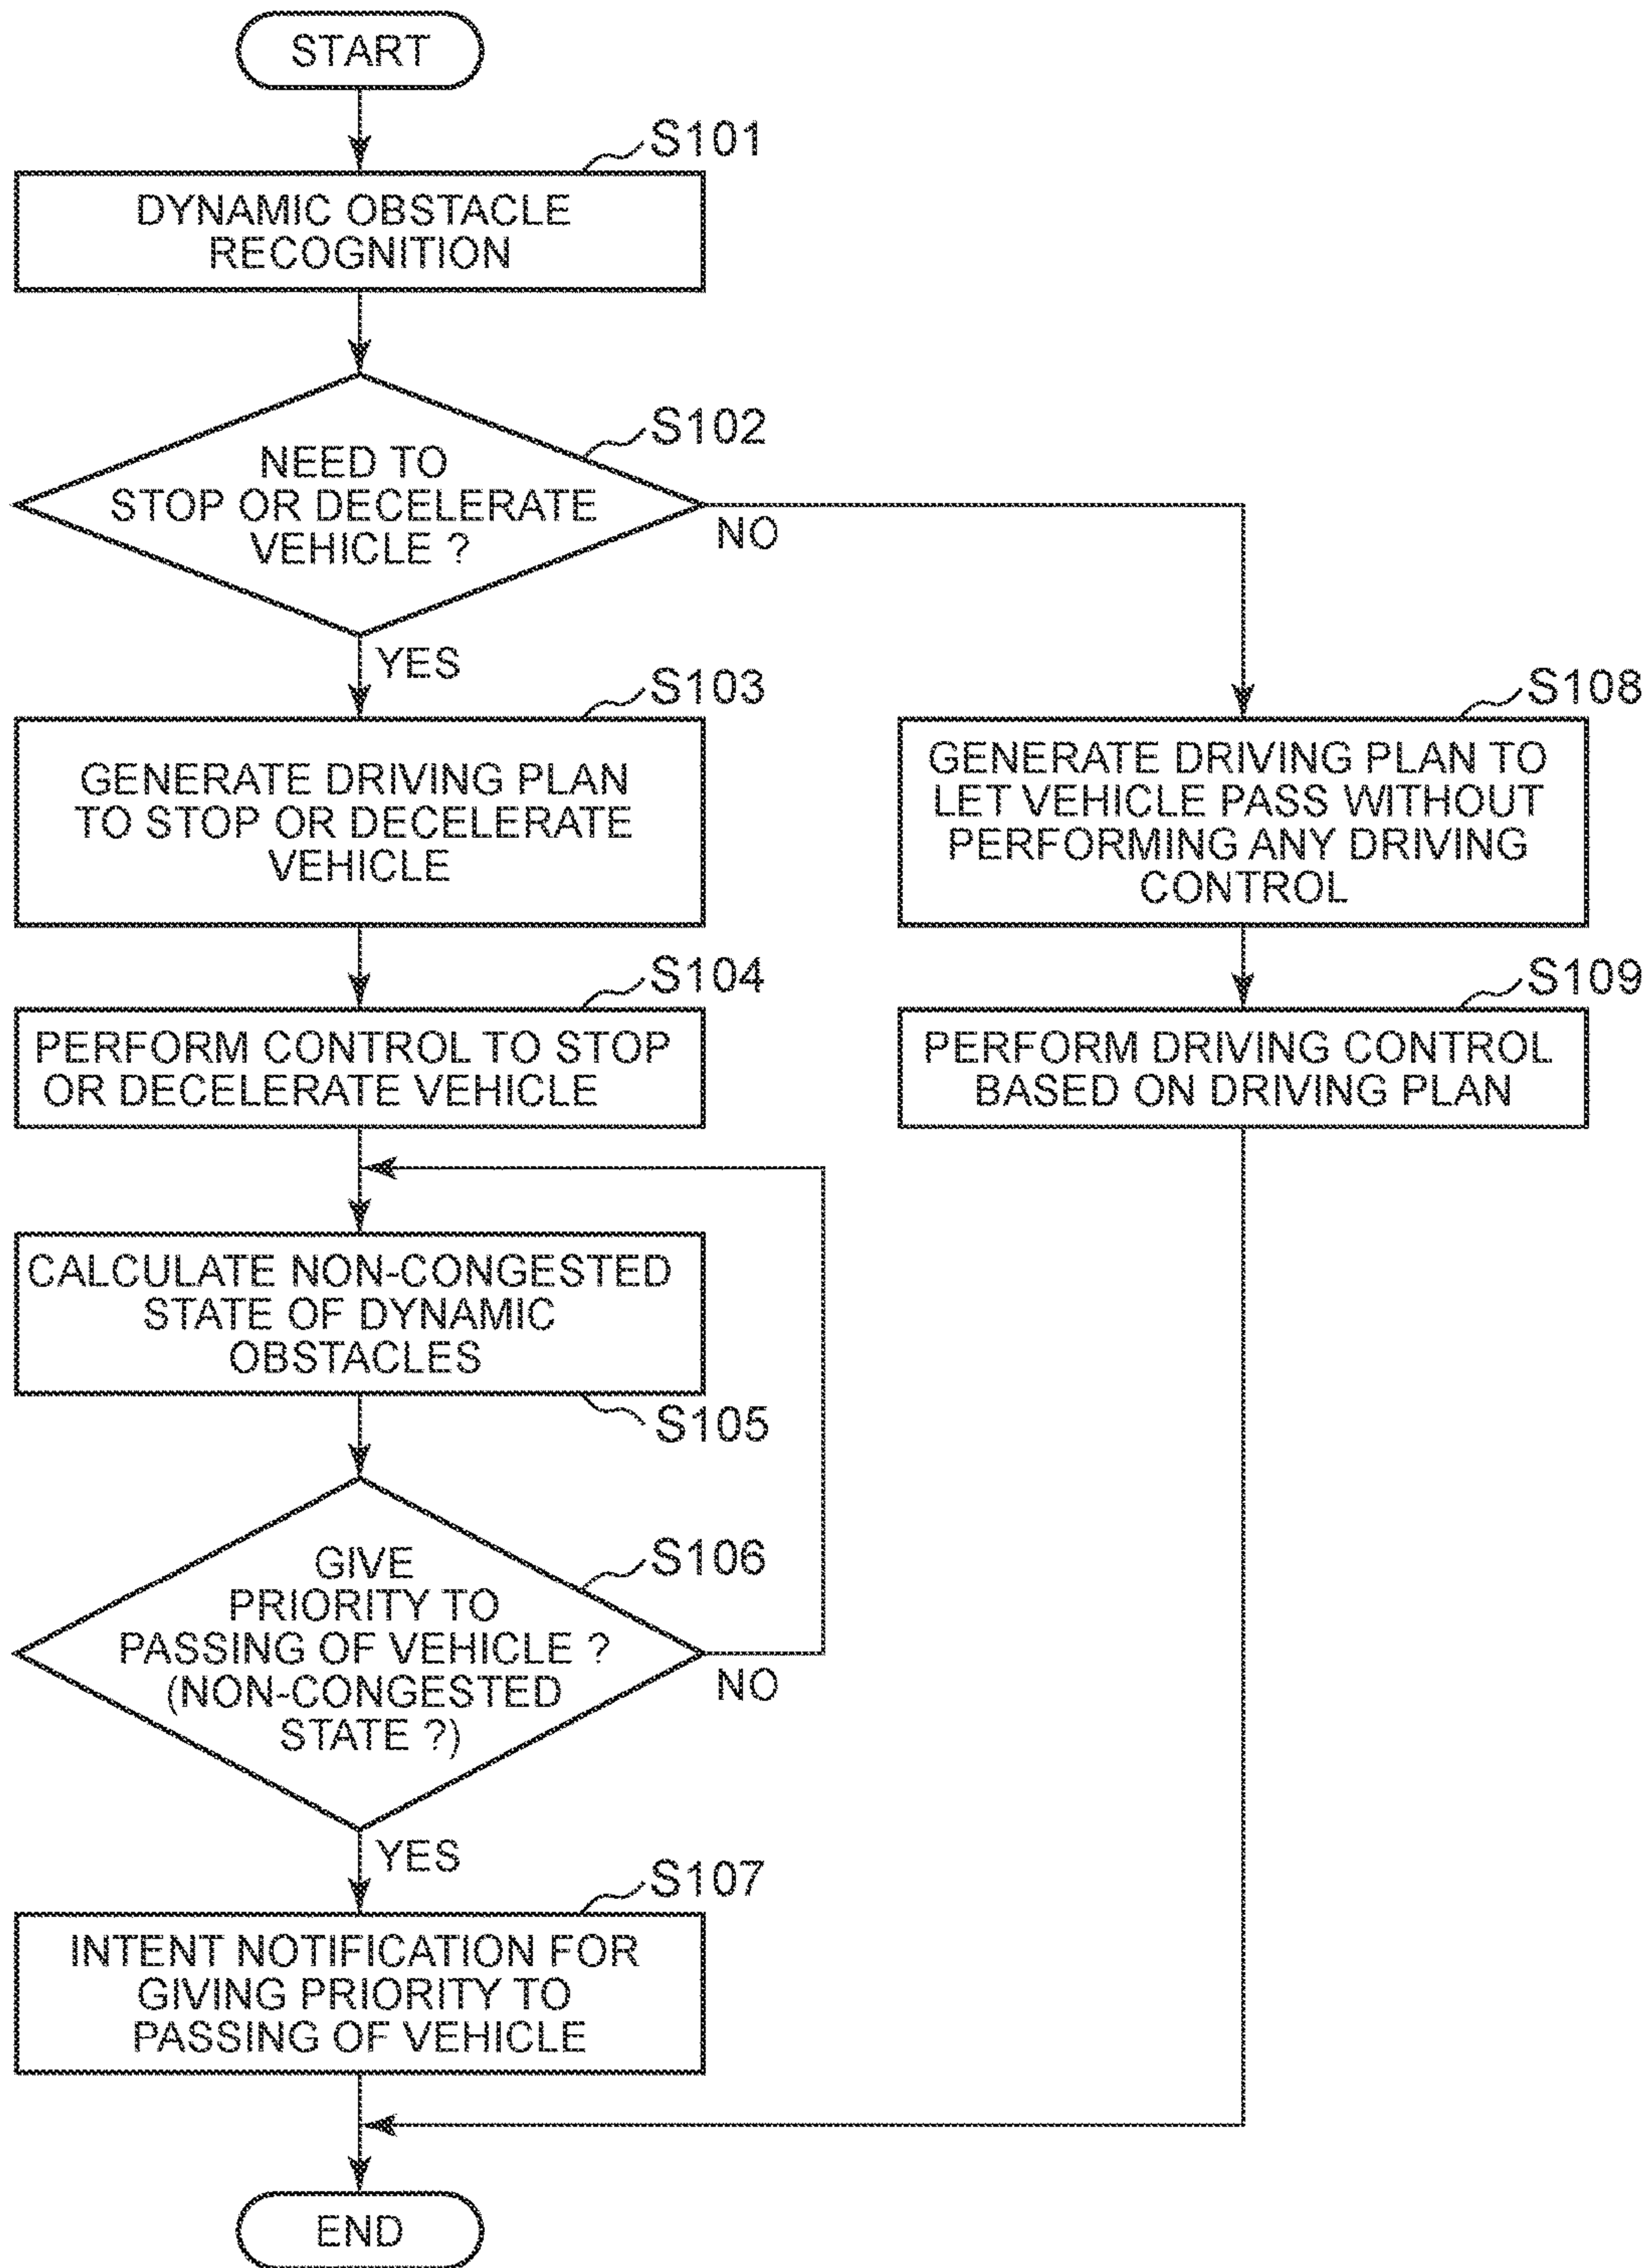 START
S101
DYNAMIC OBSTACLE
RECOGNITION
S102
NEED TO
STOP OR DECELERATE
VEHICLE ?
NO
YES
S103
GENERATE DRIVING PLAN
TO STOP OR DECELERATE
VEHICLE
S108
GENERATE DRIVING PLAN TO
LET VEHICLE PASS WITHOUT
PERFORMING ANY DRIVING
CONTROL
S104
PERFORM CONTROL TO STOP
OR DECELERATE VEHICLE
S109
PERFORM DRIVING CONTROL
BASED ON DRIVING PLAN
CALCULATE NON-CONGESTED
STATE OF DYNAMIC
OBSTACLES
S105
S106
GIVE
PRIORITY TO
PASSING OF VEHICLE ?
(NON-CONGESTED
STATE ?)
NO
YES
S107
INTENT NOTIFICATION FOR
GIVING PRIORITY TO
PASSING OF VEHICLE
END